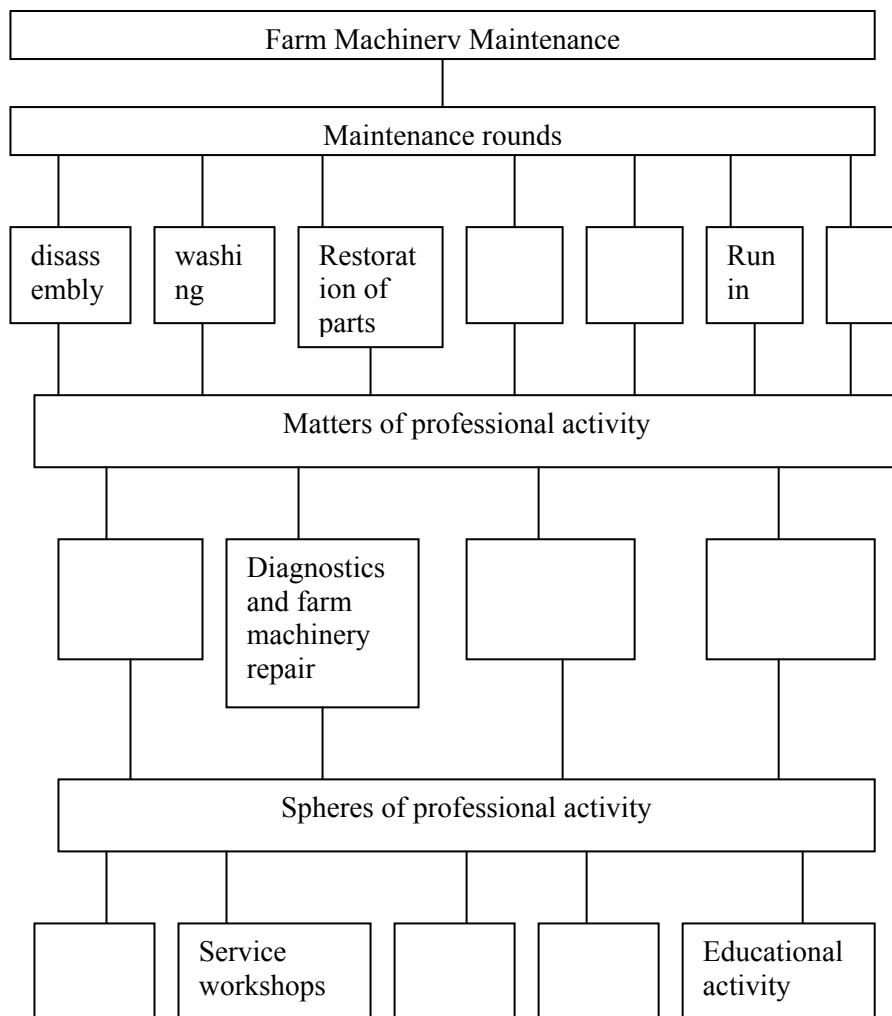 Farm Machinery Maintenance
Maintenance rounds
disass
embly
washi
ng
Restorat
ion of
parts
Run
in
Matters of professional activity
Diagnostics
and farm
machinery
repair
Spheres of professional activity
Service
workshops
Educational
activity